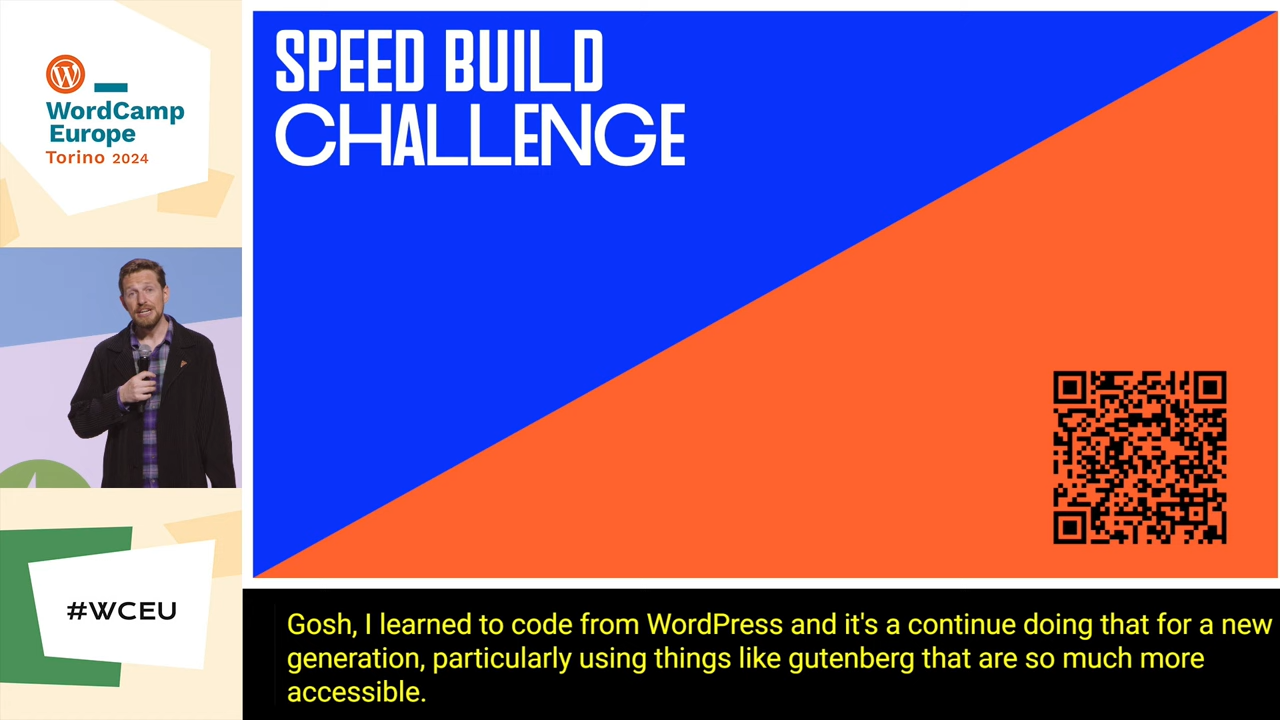 WordCamp
Europe
Torino 2024
SPEED BUILD
CHALLENGE
#WCEU
Gosh, I learned to code from WordPress and it's a continue doing that for a new
generation, particularly using things like gutenberg that are so much more
accessible.